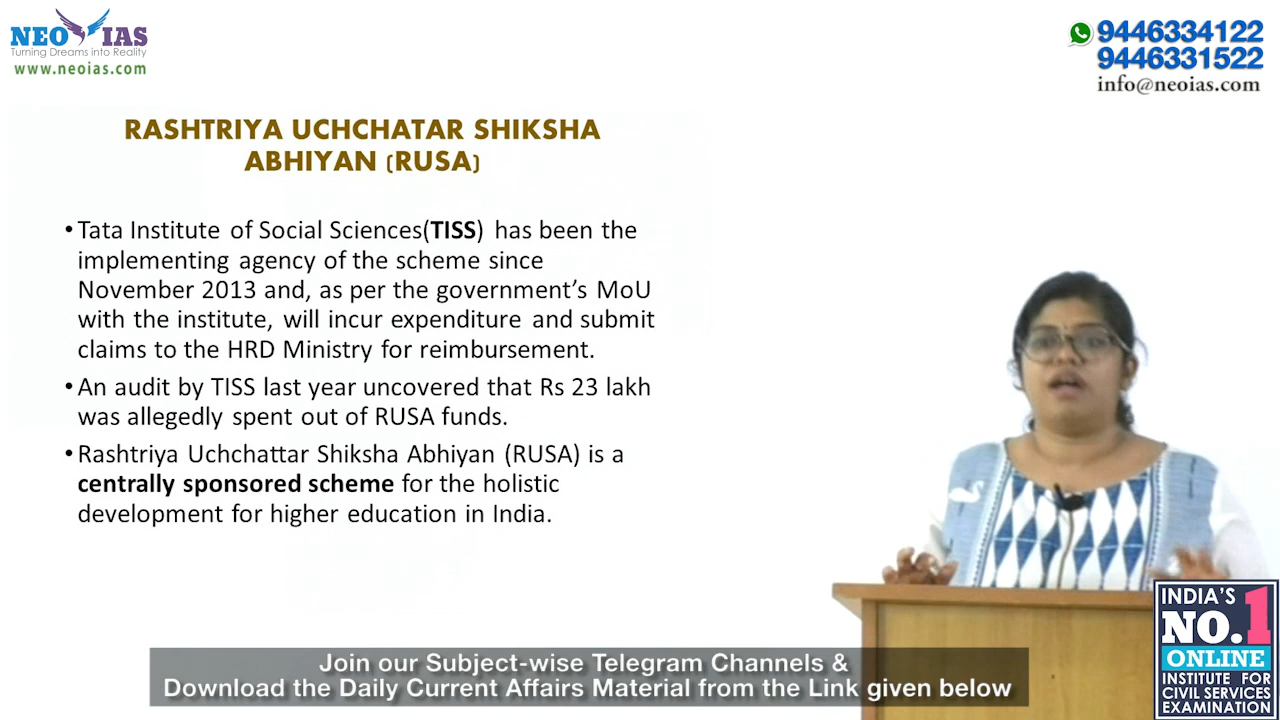 NEO IAS
Turning Dreams into Reality
www.neoias.com
9446334122
9446331522
info@neoias.com
RASHTRIYA UCHCHATAR SHIKSHA
ABHIYAN (RUSA)
•Tata Institute of Social Sciences(TISS) has been the
implementing agency of the scheme since
November 2013 and, as per the government’s MoU
with the institute, will incur expenditure and submit
claims to the HRD Ministry for reimbursement.
•An audit by TISS last year uncovered that Rs 23 lakh
was allegedly spent out of RUSA funds.
•Rashtriya Uchchattar Shiksha Abhiyan (RUSA) is a
centrally sponsored scheme for the holistic
development for higher education in India.
Join our Subject-wise Telegram Channels &
Download the Daily Current Affairs Material from the Link given below
INDIA'S
NO.1
ONLINE
INSTITUTE FOR
CIVIL SERVICES
EXAMINATION